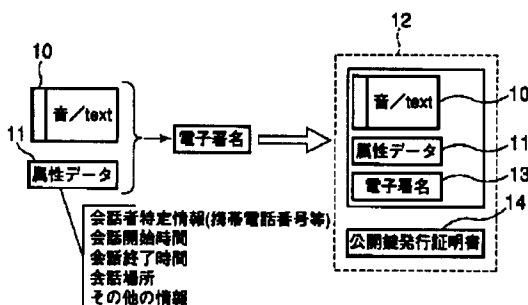 10
音/text
11
属性データ
電子署名
会話者特定情報(携帯電話番号等)
会話開始時間
会話終了時間
会話場所
その他の情報
12
音/text
10
属性データ
11
電子署名
13
14
公開鍵発行証明書